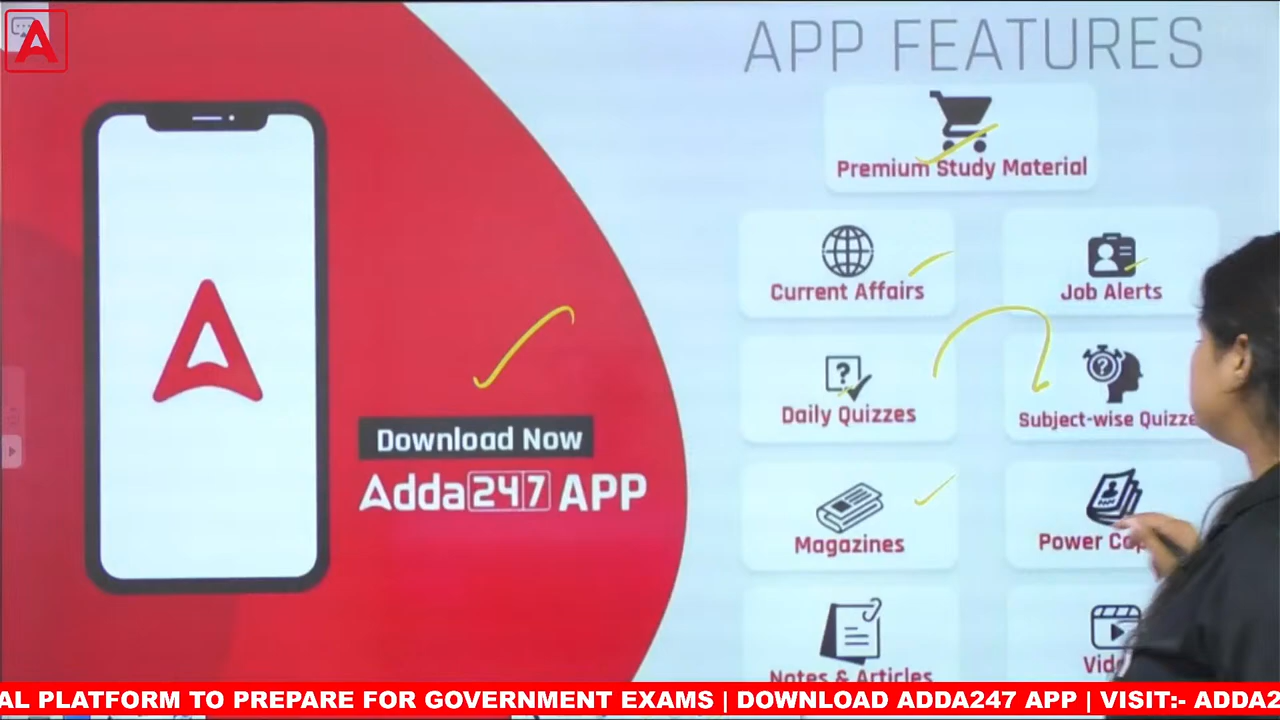 APP FEATURES
Premium Study Material
Current Affairs
Job Alerts
Daily Quizzes
Subject-wise Quizze
Magazines
Power
Notes & Articles
Download Now
Adda247 APP
AL PLATFORM TO PREPARE FOR GOVERNMENT EXAMS | DOWNLOAD ADDA247 APP | VISIT:- ADDA2